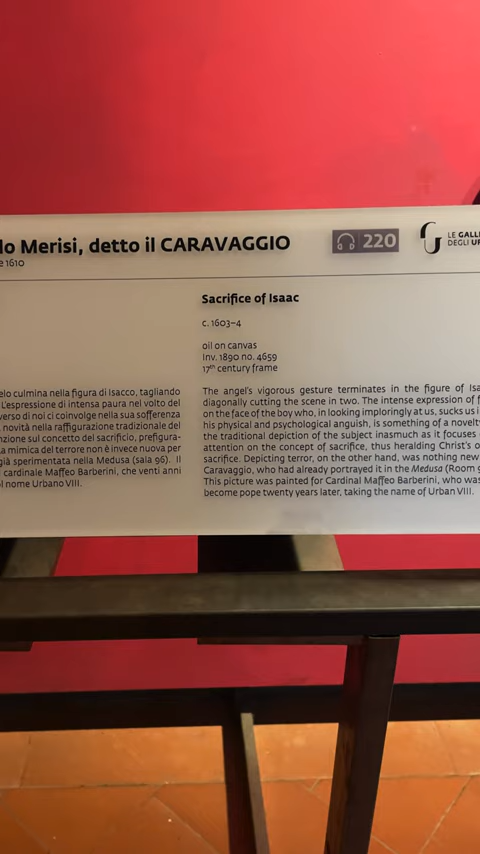 lo Merisi, detto il CARAVAGGIO
e 1610
220
LE GALL
DEGLI UF
Sacrifice of Isaac
c. 1603–4
oil on canvas
Inv. 1890 no. 4659
17th century frame
elo culmina nella figura di Isacco, tagliando
L'espressione di intensa paura nel volto del
verso di noi ci coinvolge nella sua sofferenza
novità nella raffigurazione tradizionale del
nzione sul concetto del sacrificio, prefigura-
a mimica del terrore non è invece nuova per
già sperimentata nella Medusa (sala 96). Il
cardinale Maffeo Barberini, che venti anni
l nome Urbano VIII.
The angel's vigorous gesture terminates in the figure of Isa
diagonally cutting the scene in two. The intense expression of f
on the face of the boy who, in looking imploringly at us, sucks us i
his physical and psychological anguish, is something of a novelt
the traditional depiction of the subject inasmuch as it focuses
attention on the concept of sacrifice, thus heralding Christ's o
sacrifice. Depicting terror, on the other hand, was nothing new
Caravaggio, who had already portrayed it in the Medusa (Room 9
This picture was painted for Cardinal Maffeo Barberini, who was
become pope twenty years later, taking the name of Urban VIII.